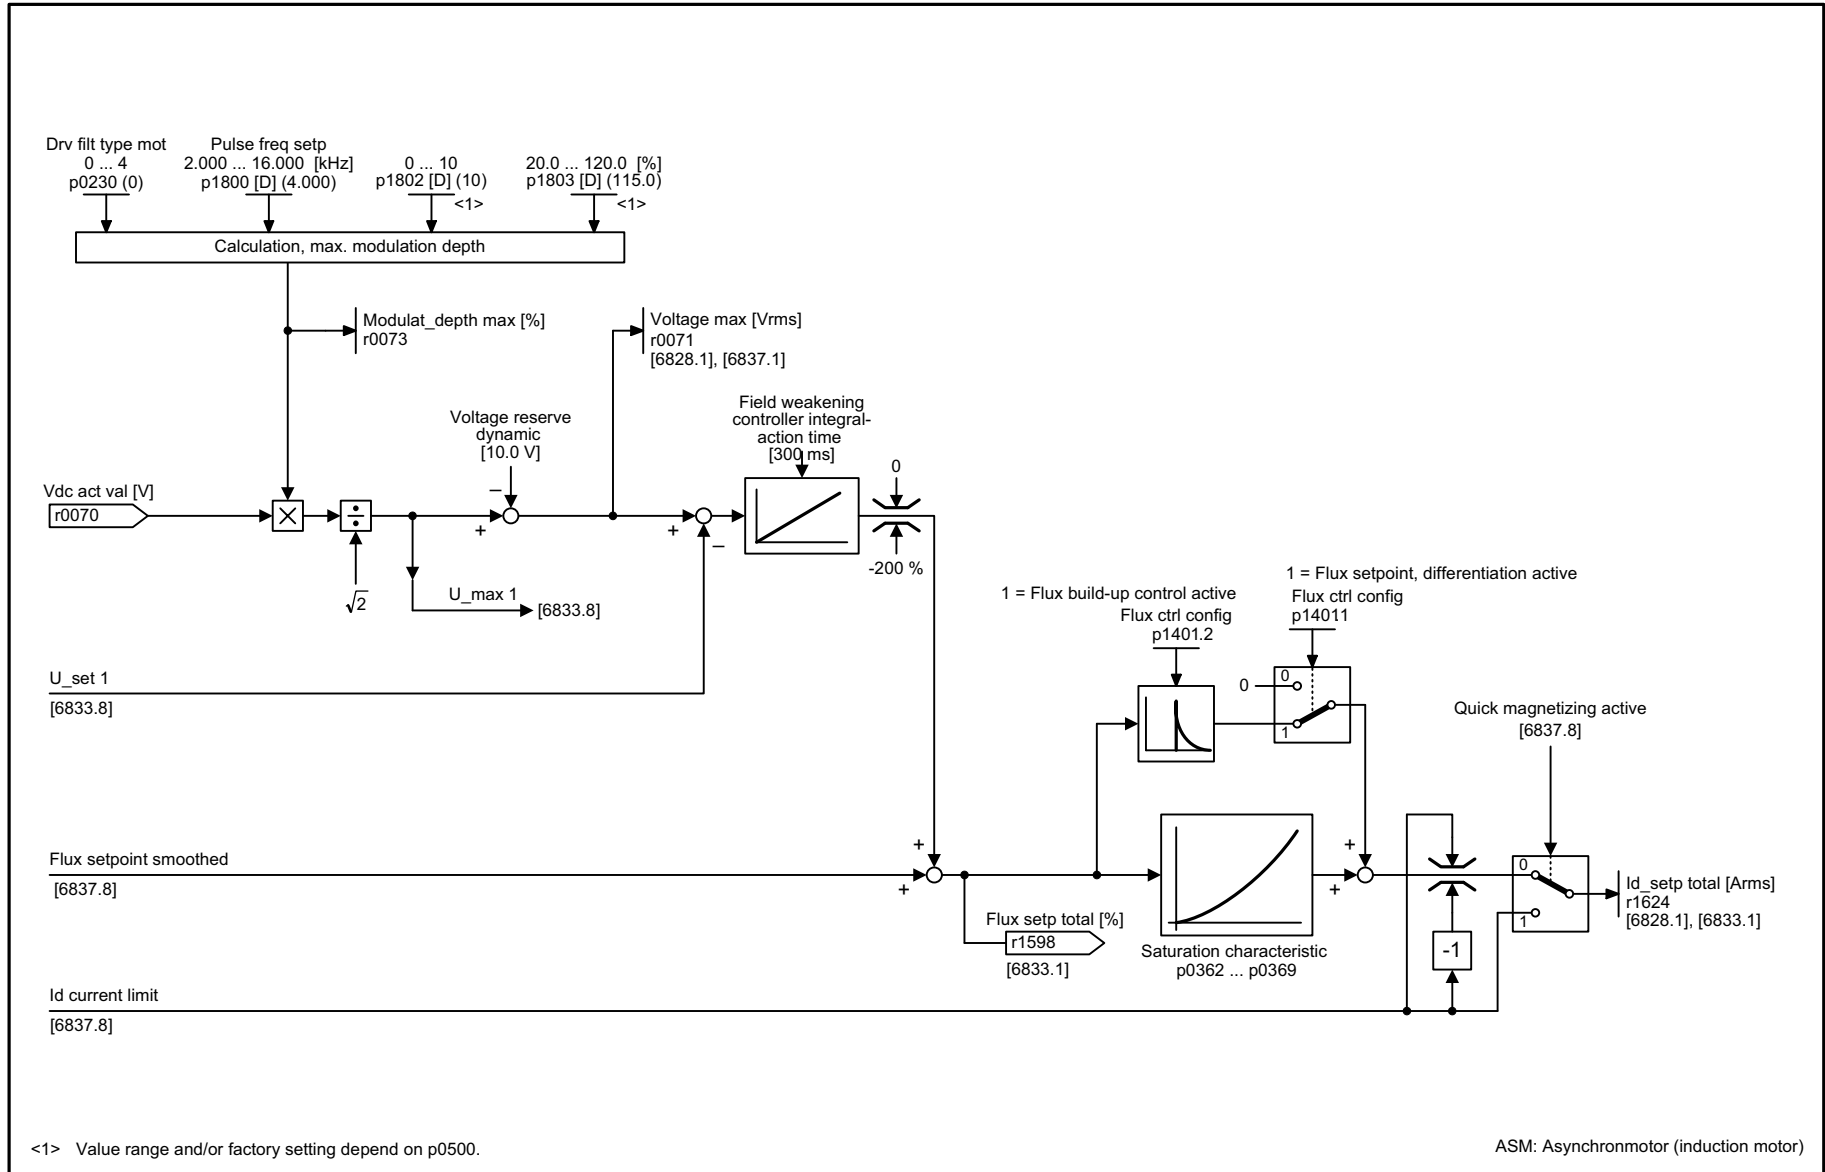 Drv filt type mot
0 ... 4
p0230 (0)
Pulse freq setp
2.000 ... 16.000 [kHz]
p1800 [D] (4.000)
0 ... 10
p1802 [D] (10)
<1>
20.0 ... 120.0 [%]
p1803 [D] (115.0)
<1>
Calculation, max. modulation depth
Modulat_depth max [%]
r0073
Voltage max [Vrms]
r0071
[6828.1], [6837.1]
Voltage reserve
dynamic
[10.0 V]
Field weakening
controller integral-
action time
[300 ms]
0
-200 %
Vdc act val [V]
r0070
×
÷
√2
+
–
+
–
U_max 1
[6833.8]
U_set 1
[6833.8]
1 = Flux build-up control active
Flux ctrl config
p1401.2
1 = Flux setpoint, differentiation active
Flux ctrl config
p14011
0
0
1
Quick magnetizing active
[6837.8]
Flux setpoint smoothed
[6837.8]
+
+
Flux setp total [%]
r1598
[6833.1]
Saturation characteristic
p0362 ... p0369
+
+
-1
0
1
Id_setp total [Arms]
r1624
[6828.1], [6833.1]
Id current limit
[6837.8]
<1> Value range and/or factory setting depend on p0500.
ASM: Asynchronmotor (induction motor)